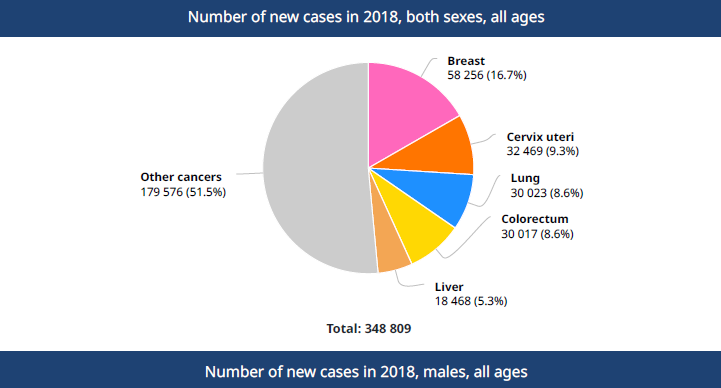 Number of new cases in 2018, both sexes, all ages
Breast
58 256 (16.7%)
Cervix uteri
32 469 (9.3%)
Lung
30 023 (8.6%)
Colorectum
30 017 (8.6%)
Liver
18 468 (5.3%)
Other cancers
179 576 (51.5%)
Total: 348 809
Number of new cases in 2018, males, all ages